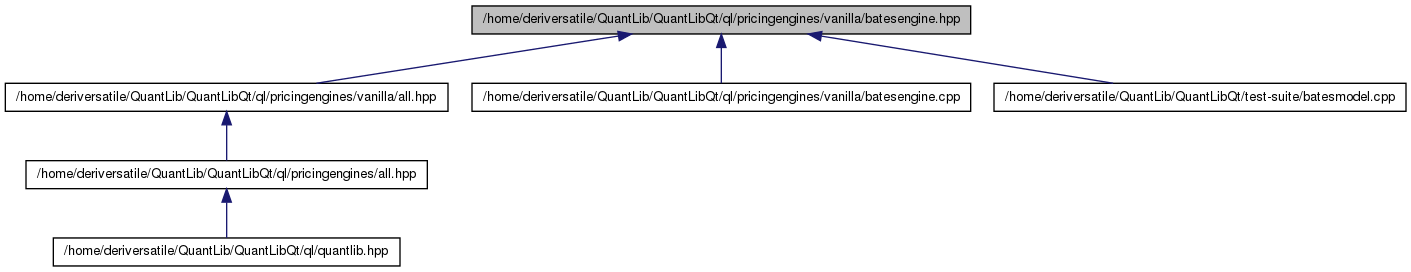 /home/deriversatile/QuantLib/QuantLibQt/ql/pricingengines/vanilla/batesengine.hpp
/home/deriversatile/QuantLib/QuantLibQt/ql/pricingengines/vanilla/all.hpp
/home/deriversatile/QuantLib/QuantLibQt/ql/pricingengines/vanilla/batesengine.cpp
/home/deriversatile/QuantLib/QuantLibQt/test-suite/batesmodel.cpp
/home/deriversatile/QuantLib/QuantLibQt/ql/pricingengines/all.hpp
/home/deriversatile/QuantLib/QuantLibQt/ql/quantlib.hpp